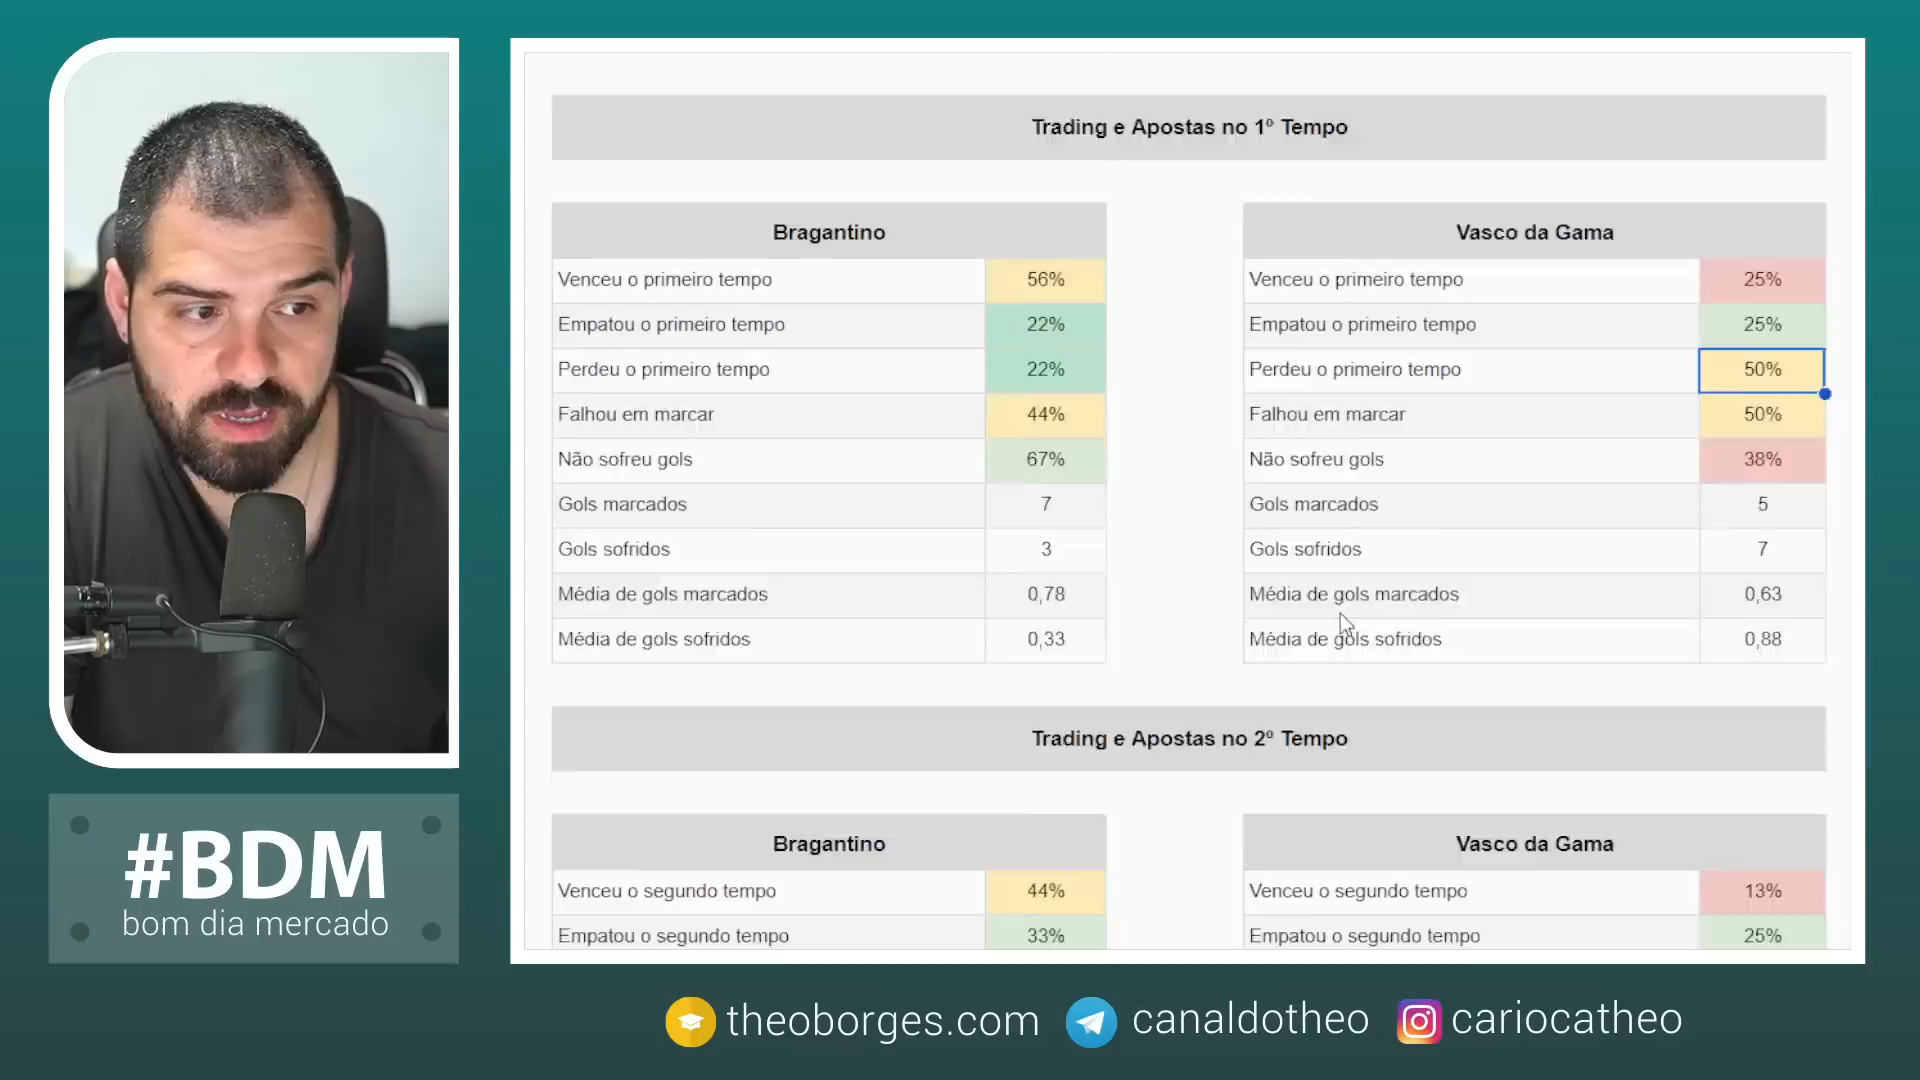 Trading e Apostas no 1º Tempo
Bragantino
Venceu o primeiro tempo 56%
Empatou o primeiro tempo 22%
Perdeu o primeiro tempo 22%
Falhou em marcar 44%
Não sofreu gols 67%
Gols marcados 7
Gols sofridos 3
Média de gols marcados 0,78
Média de gols sofridos 0,33
Vasco da Gama
Venceu o primeiro tempo 25%
Empatou o primeiro tempo 25%
Perdeu o primeiro tempo 50%
Falhou em marcar 50%
Não sofreu gols 38%
Gols marcados 5
Gols sofridos 7
Média de gols marcados 0,63
Média de gols sofridos 0,88
Trading e Apostas no 2º Tempo
Bragantino
Venceu o segundo tempo 44%
Empatou o segundo tempo 33%
Vasco da Gama
Venceu o segundo tempo 13%
Empatou o segundo tempo 25%
#BDM
bom dia mercado
theoborges.com
canaldotheo
cariocatheo